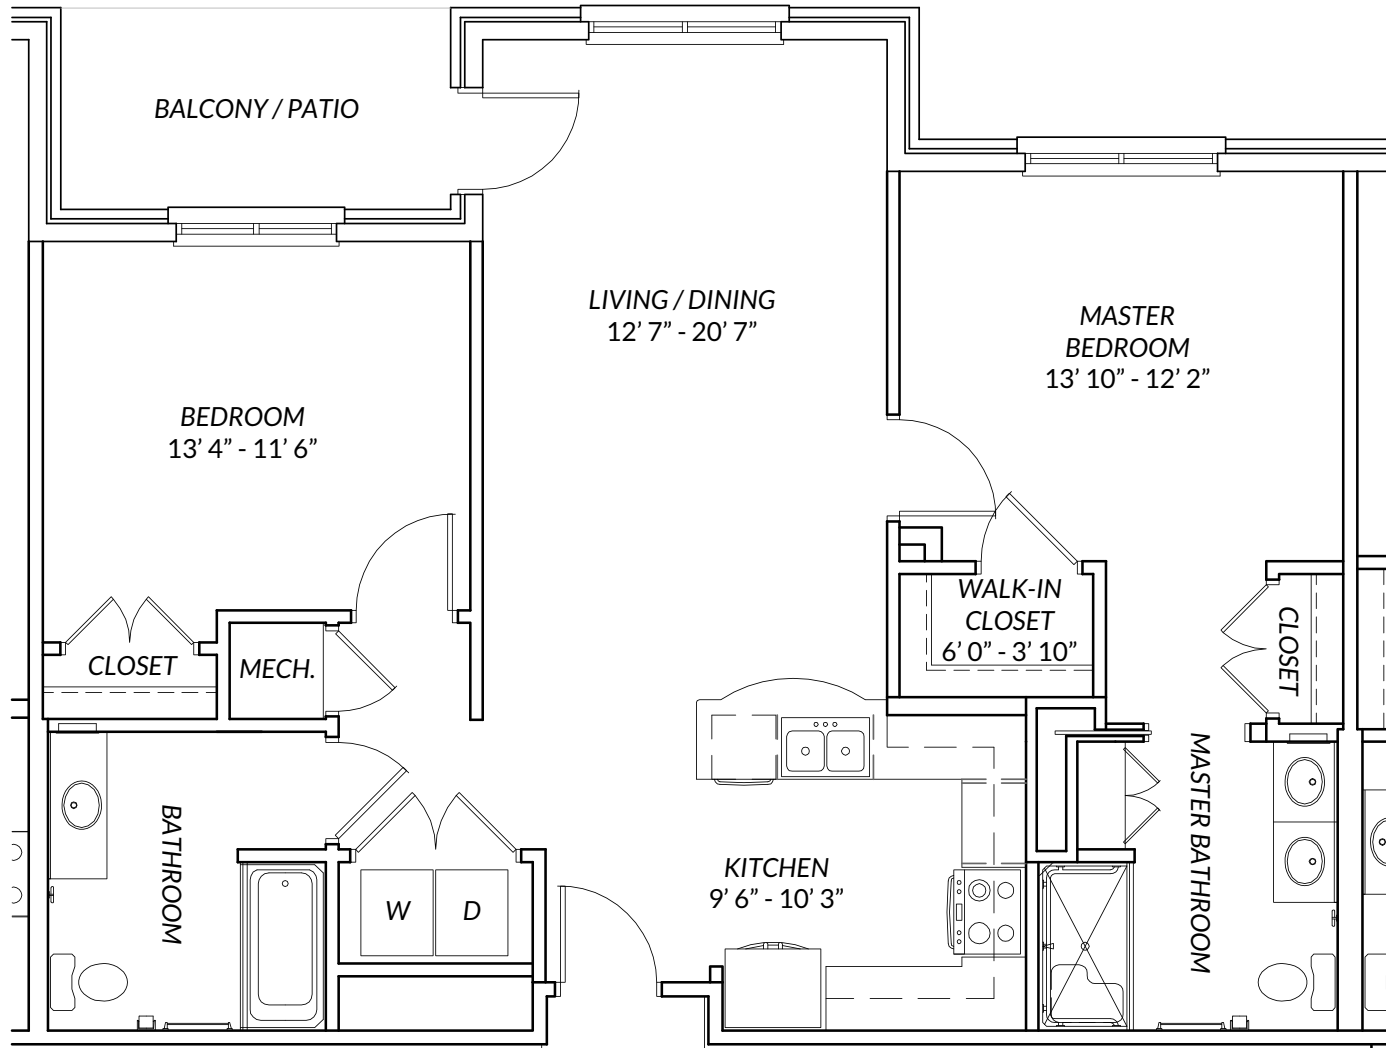 BALCONY / PATIO
LIVING / DINING
12’ 7” - 20’ 7”
MASTER
BEDROOM
13’ 10” - 12’ 2”
BEDROOM
13’ 4” - 11’ 6”
WALK-IN
CLOSET
6’ 0” - 3’ 10”
CLOSET
CLOSET
MECH.
MASTER BATHROOM
BATHROOM
KITCHEN
9’ 6” - 10’ 3”
W
D